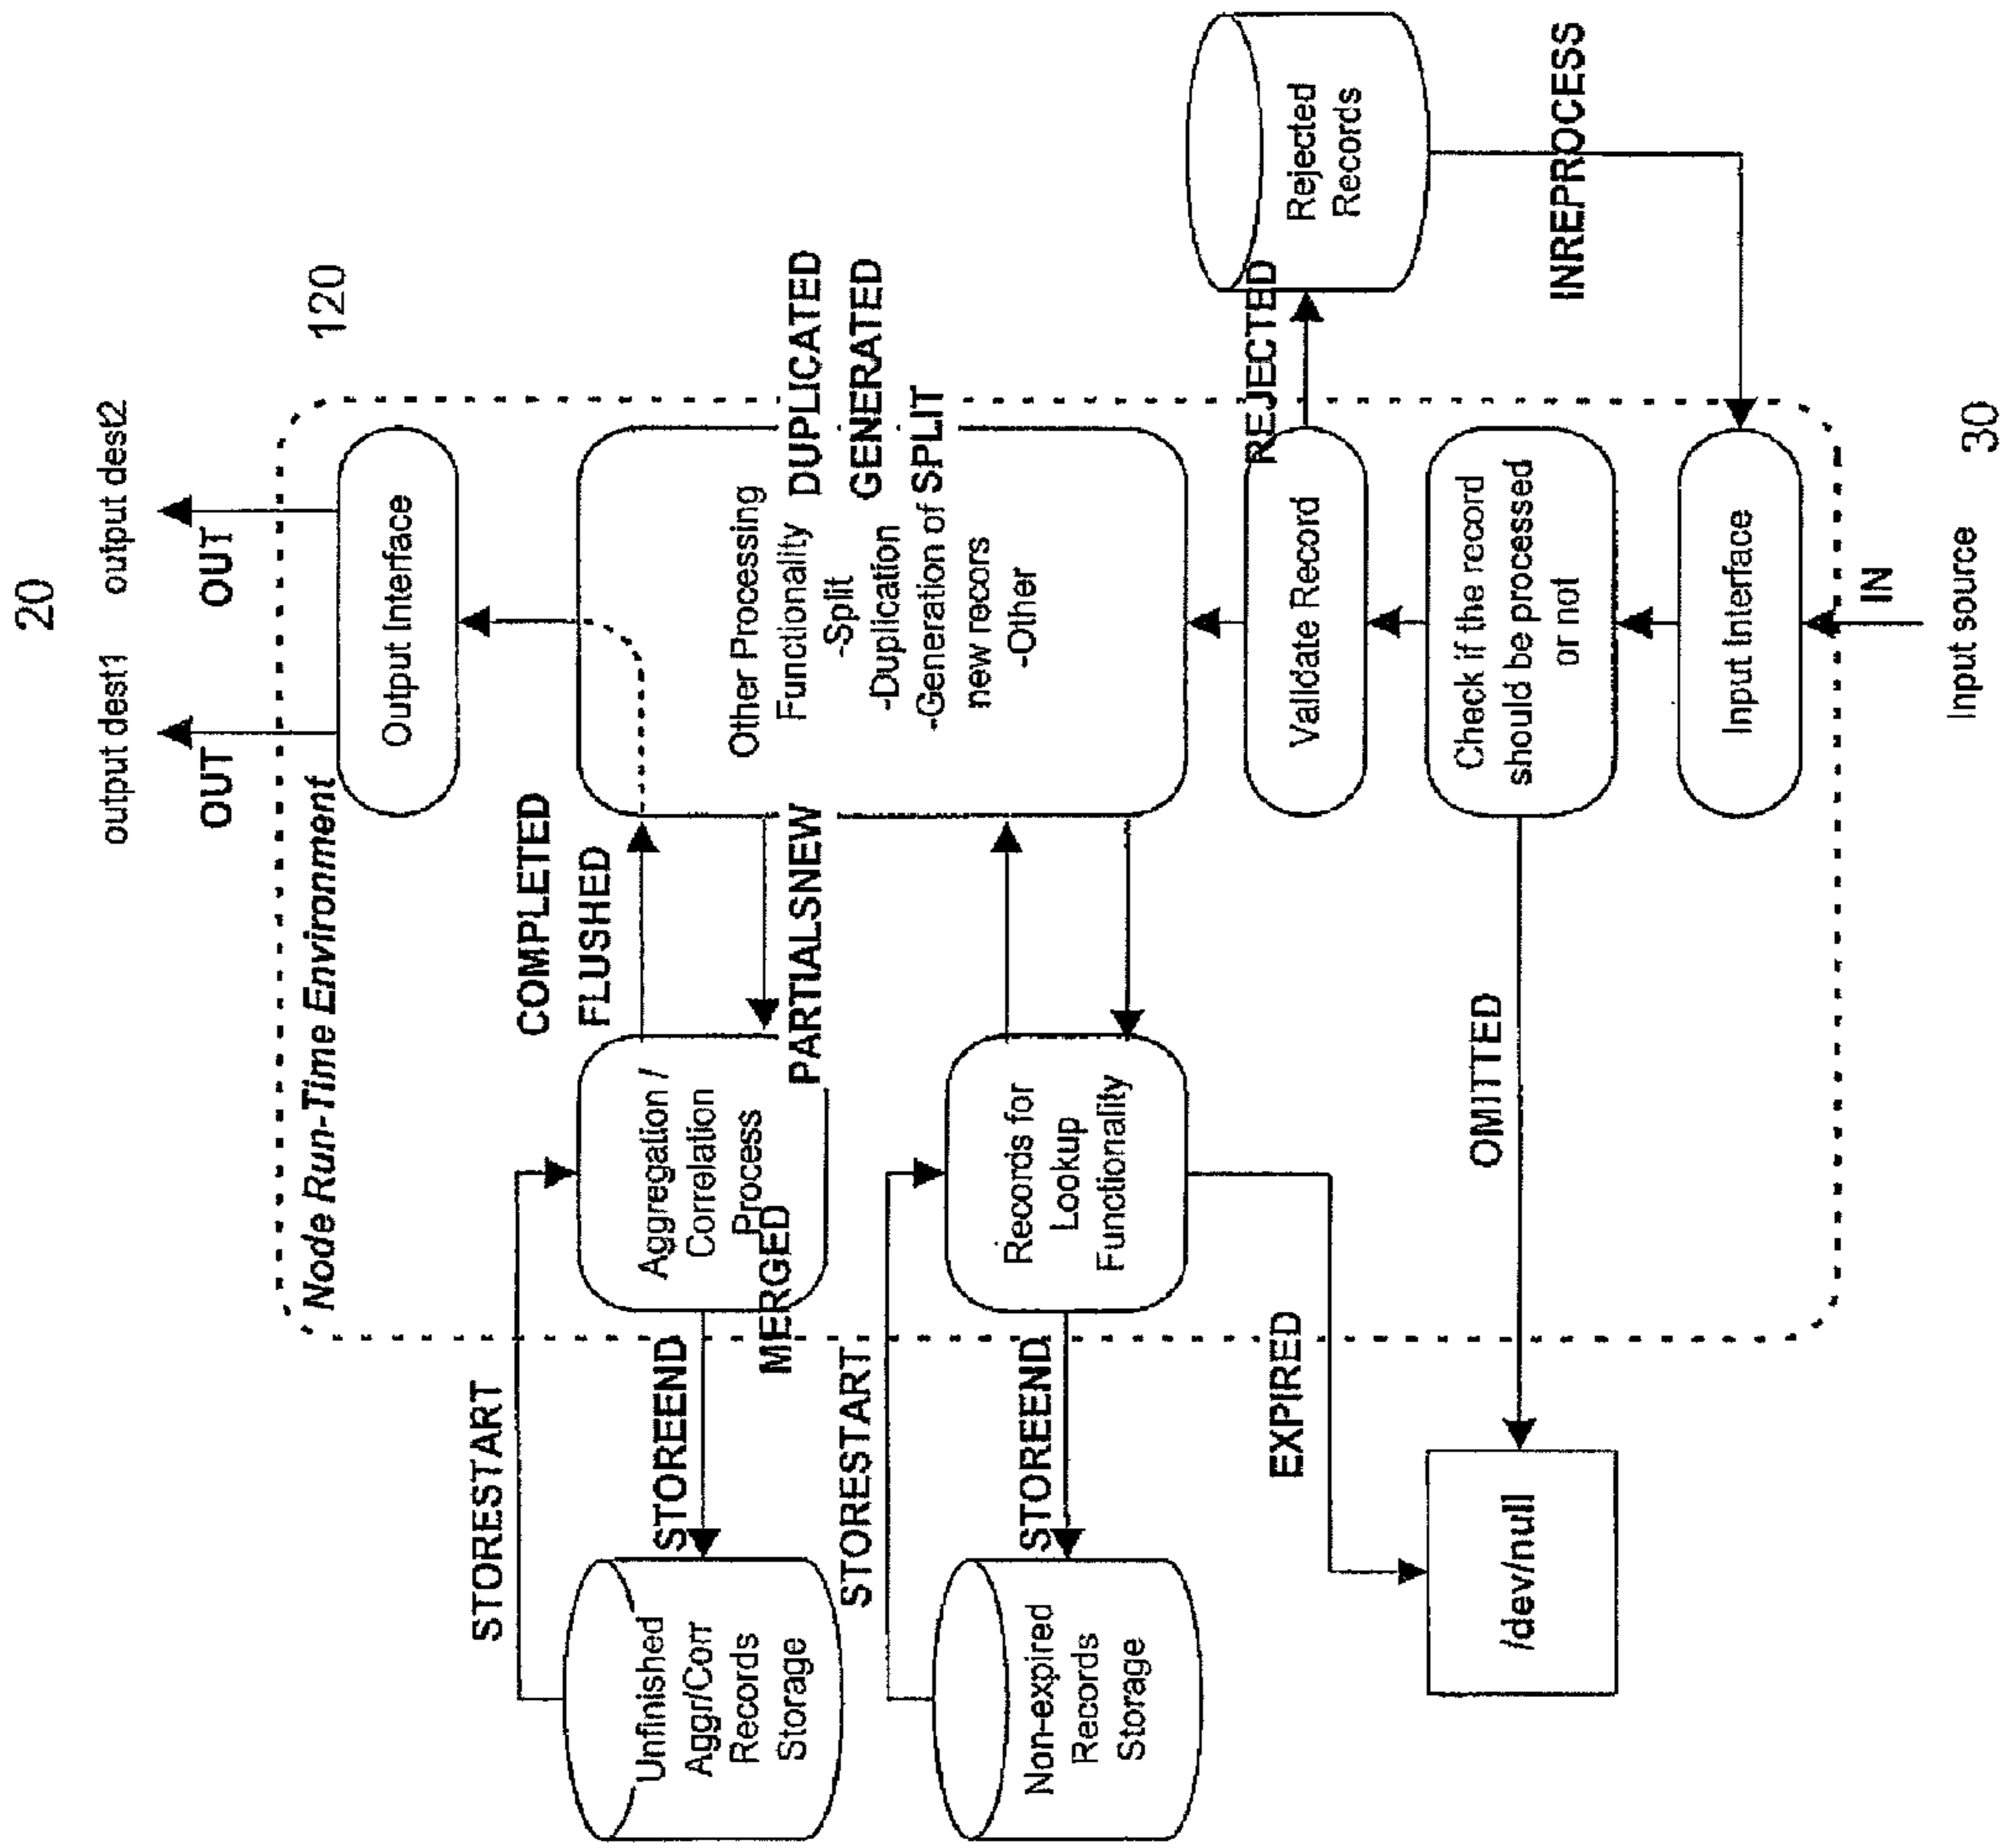 20
output dest1
output dest2
OUT
OUT
120
Node Run-Time Environment
Output Interface
COMPLETED
FLUSHED
STORESTART
Unfinished
Aggr/Corr
Records
Storage
STOREEND
Aggregation /
Correlation
Process
MERGED
PARTIALSNEW
Other Processing
Functionality
-Split
-Duplication
-Generation of
new recors
-Other
DUPLICATED
GENERATED
SPLIT
STORESTART
Non-expired
Records
Storage
STOREEND
Records for
Lookup
Functionality
EXPIRED
/dev/null
OMITTED
Validate Record
REJECTED
Rejected
Records
INREPROCESS
Check if the record
should be processed
or not
Input Interface
IN
Input source
30